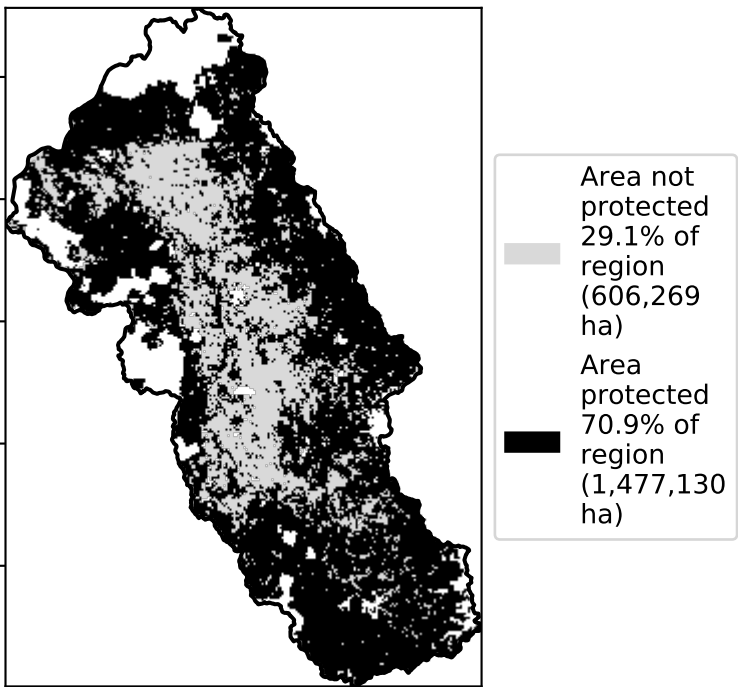 Area not
protected
29.1% of
region
(606,269
ha)
Area
protected
70.9% of
region
(1,477,130
ha)